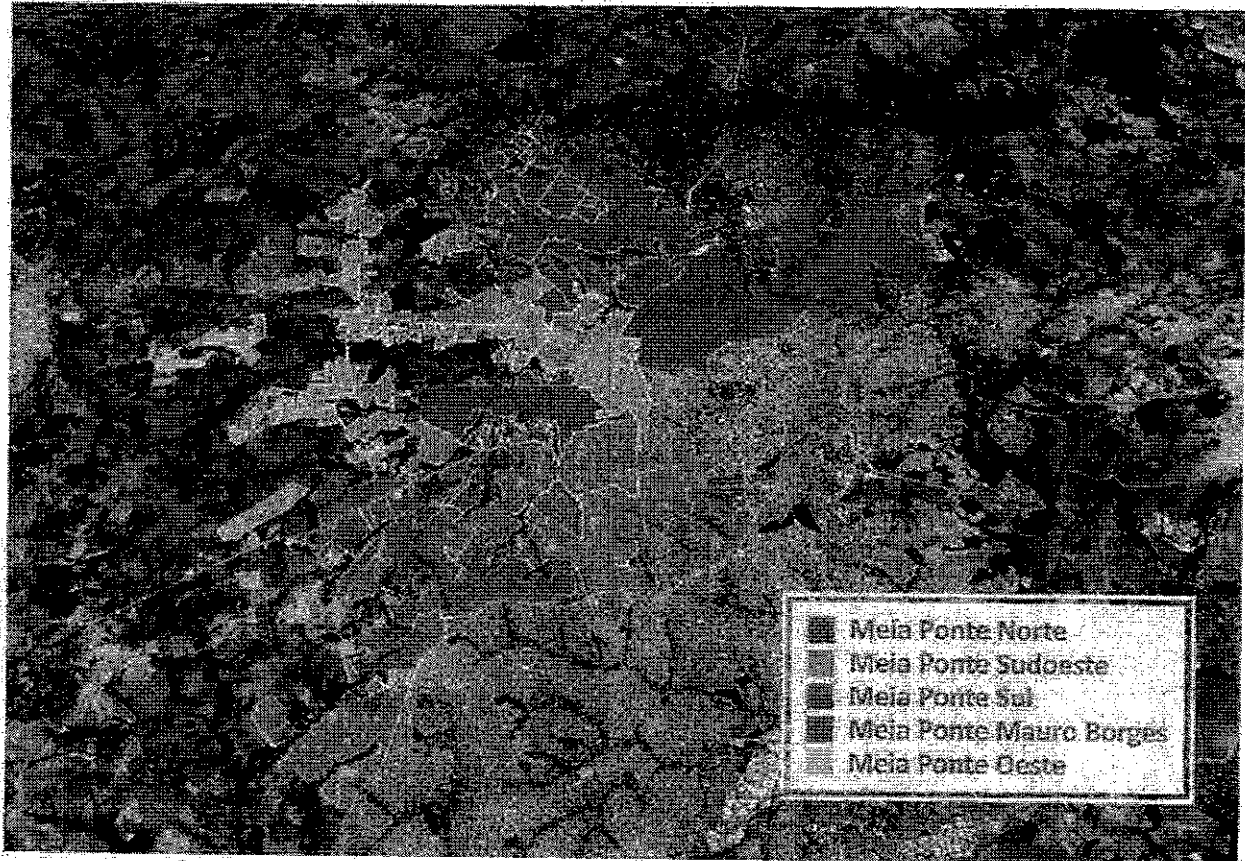 Meia Ponte Norte
Meia Ponte Sudoeste
Meia Ponte Sul
Meia Ponte Mauro Borges
Meia Ponte Oeste